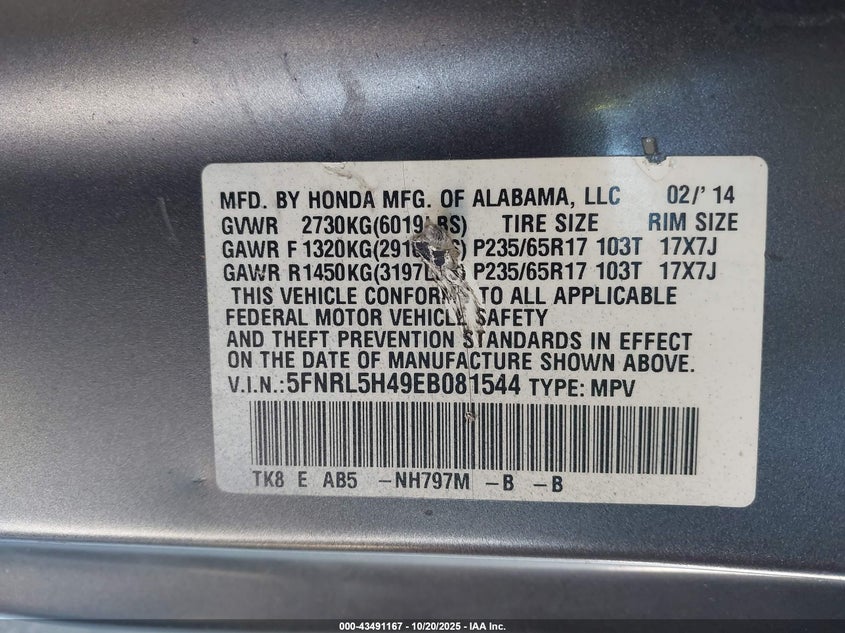 MFD. BY HONDA MFG. OF ALABAMA, LLC 02/' 14
GVWR 2730KG(6019LBS) TIRE SIZE RIM SIZE
GAWR F 1320KG P235/65R17 103T 17X7J
GAWR R 1450KG P235/65R17 103T 17X7J
THIS VEHICLE TO ALL APPLICABLE
FEDERAL MOTOR VEHICLE SAFETY
AND THEFT PREVENTION STANDARDS IN EFFECT
ON THE DATE OF MANUFACTURE SHOWN ABOVE.
V.I.N.:5FNRL5H49EB081544 TYPE: MPV
TK8 E AB5 -NH797M -B -B
000-43491167 - 10/20/2025 - IAA Inc.